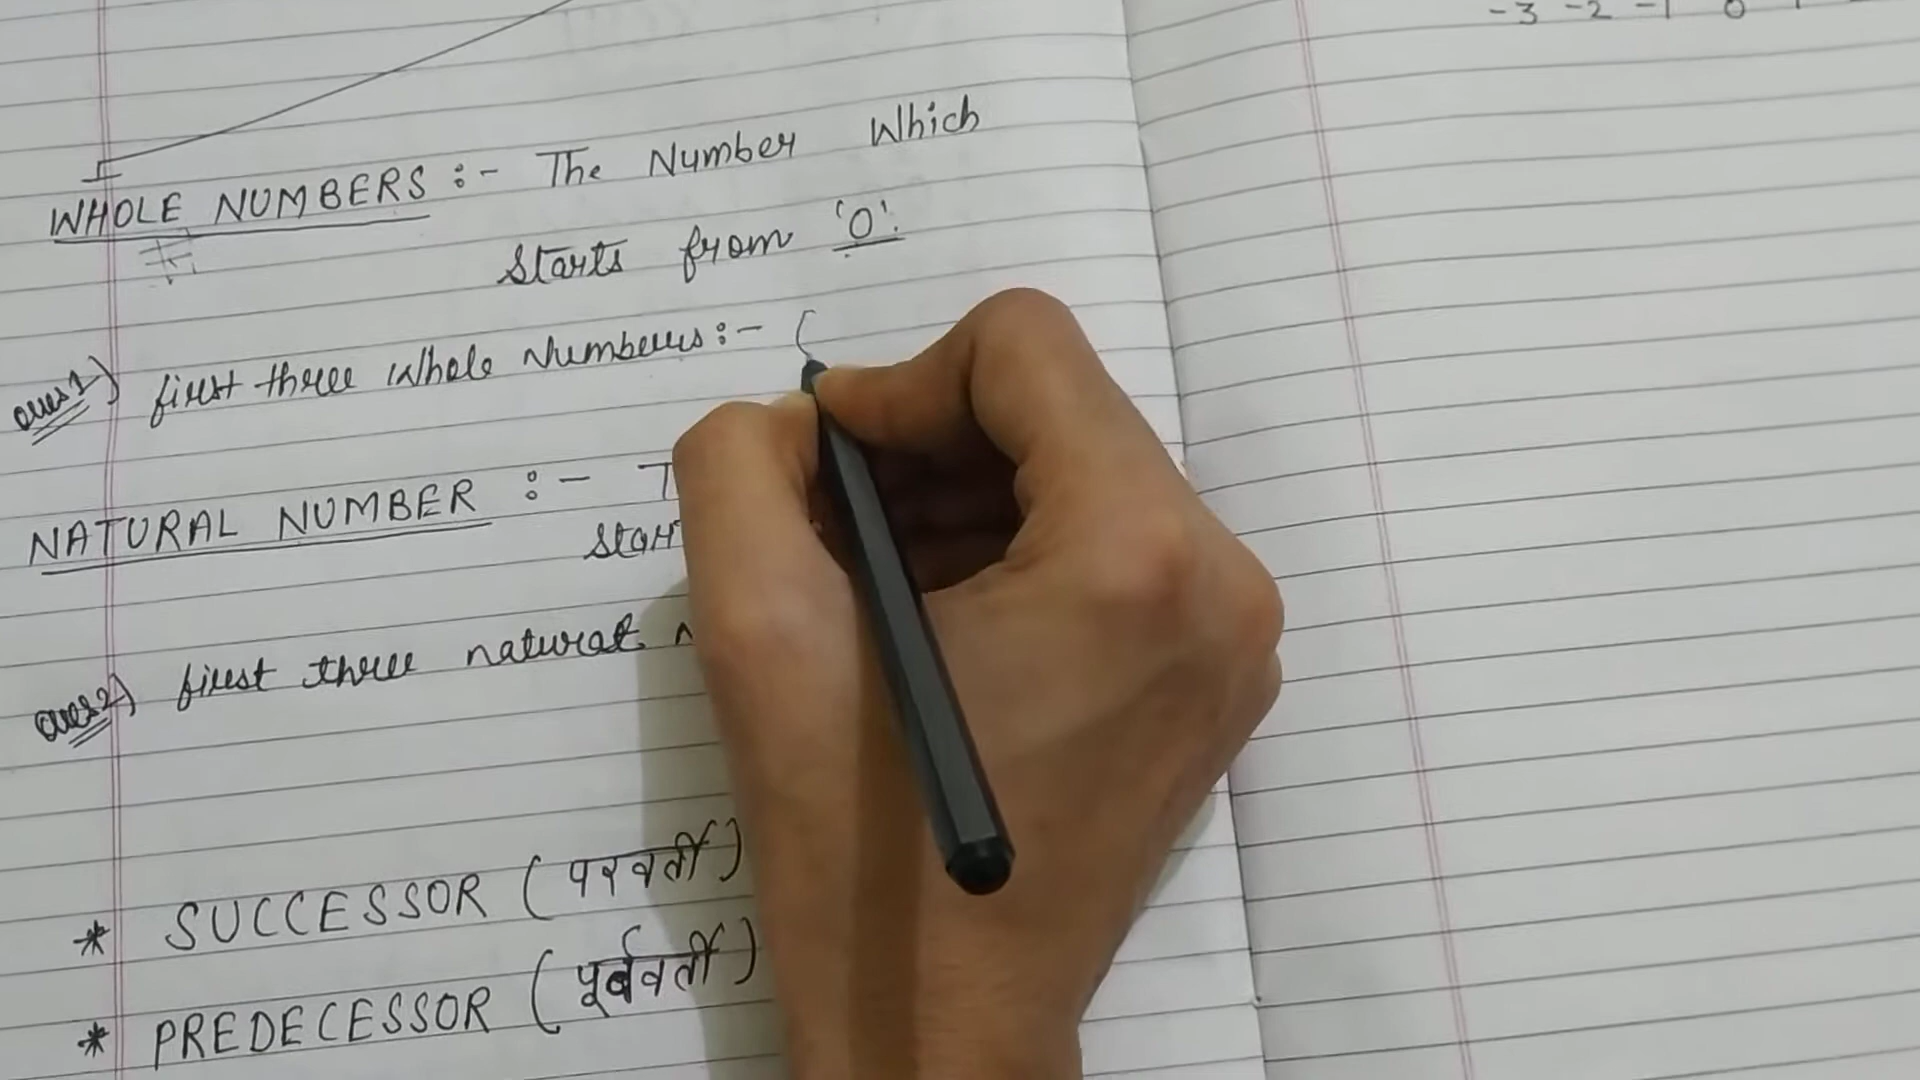 -3 -2 -1 0
WHOLE NUMBERS :- The Number Which
Starts from '0'.
Ques1) first three Whole Numbers :- (
NATURAL NUMBER :-
Ques2) first three natural
* SUCCESSOR (परवर्ती)
* PREDECESSOR (पूर्ववर्ती)